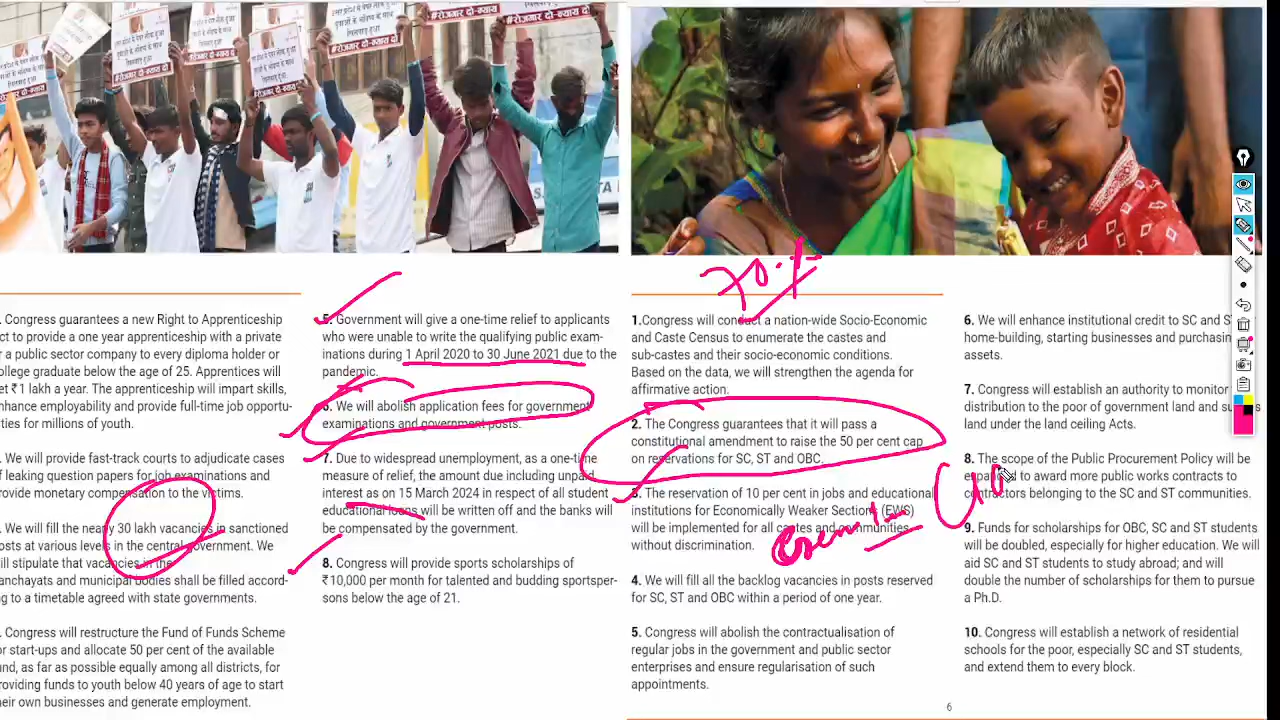 #रोजगार दो-न्याय दो
#रोजगार दो-न्याय
. Congress guarantees a new Right to Apprenticeship
ct to provide a one year apprenticeship with a private
r a public sector company to every diploma holder or
ollege graduate below the age of 25. Apprentices will
et ₹1 lakh a year. The apprenticeship will impart skills,
nhance employability and provide full-time job opportu-
ties for millions of youth.
. We will provide fast-track courts to adjudicate cases
f leaking question papers for job examinations and
rovide monetary compensation to the victims.
. We will fill the nearly 30 lakh vacancies in sanctioned
osts at various levels in the central government. We
ill stipulate that vacancies in the
anchayats and municipal bodies shall be filled accord-
ng to a timetable agreed with state governments.
. Congress will restructure the Fund of Funds Scheme
or start-ups and allocate 50 per cent of the available
und, as far as possible equally among all districts, for
roviding funds to youth below 40 years of age to start
heir own businesses and generate employment.
5. Government will give a one-time relief to applicants
who were unable to write the qualifying public exam-
inations during 1 April 2020 to 30 June 2021 due to the
pandemic.
6. We will abolish application fees for government
examinations and government posts.
7. Due to widespread unemployment, as a one-time
measure of relief, the amount due including unpaid
interest as on 15 March 2024 in respect of all student
educational loans will be written off and the banks will
be compensated by the government.
8. Congress will provide sports scholarships of
₹10,000 per month for talented and budding sportsper-
sons below the age of 21.
70%
1.Congress will conduct a nation-wide Socio-Economic
and Caste Census to enumerate the castes and
sub-castes and their socio-economic conditions.
Based on the data, we will strengthen the agenda for
affirmative action.
2. The Congress guarantees that it will pass a
constitutional amendment to raise the 50 per cent cap
on reservations for SC, ST and OBC.
3. The reservation of 10 per cent in jobs and educational
institutions for Economically Weaker Sections (EWS)
will be implemented for all castes and communities
without discrimination.
4. We will fill all the backlog vacancies in posts reserved
for SC, ST and OBC within a period of one year.
5. Congress will abolish the contractualisation of
regular jobs in the government and public sector
enterprises and ensure regularisation of such
appointments.
6. We will enhance institutional credit to SC and ST
home-building, starting businesses and purchasin
assets.
7. Congress will establish an authority to monitor
distribution to the poor of government land and su
land under the land ceiling Acts.
8. The scope of the Public Procurement Policy will be
expanded to award more public works contracts to
contractors belonging to the SC and ST communities.
9. Funds for scholarships for OBC, SC and ST students
will be doubled, especially for higher education. We will
aid SC and ST students to study abroad; and will
double the number of scholarships for them to pursue
a Ph.D.
10. Congress will establish a network of residential
schools for the poor, especially SC and ST students,
and extend them to every block.
6